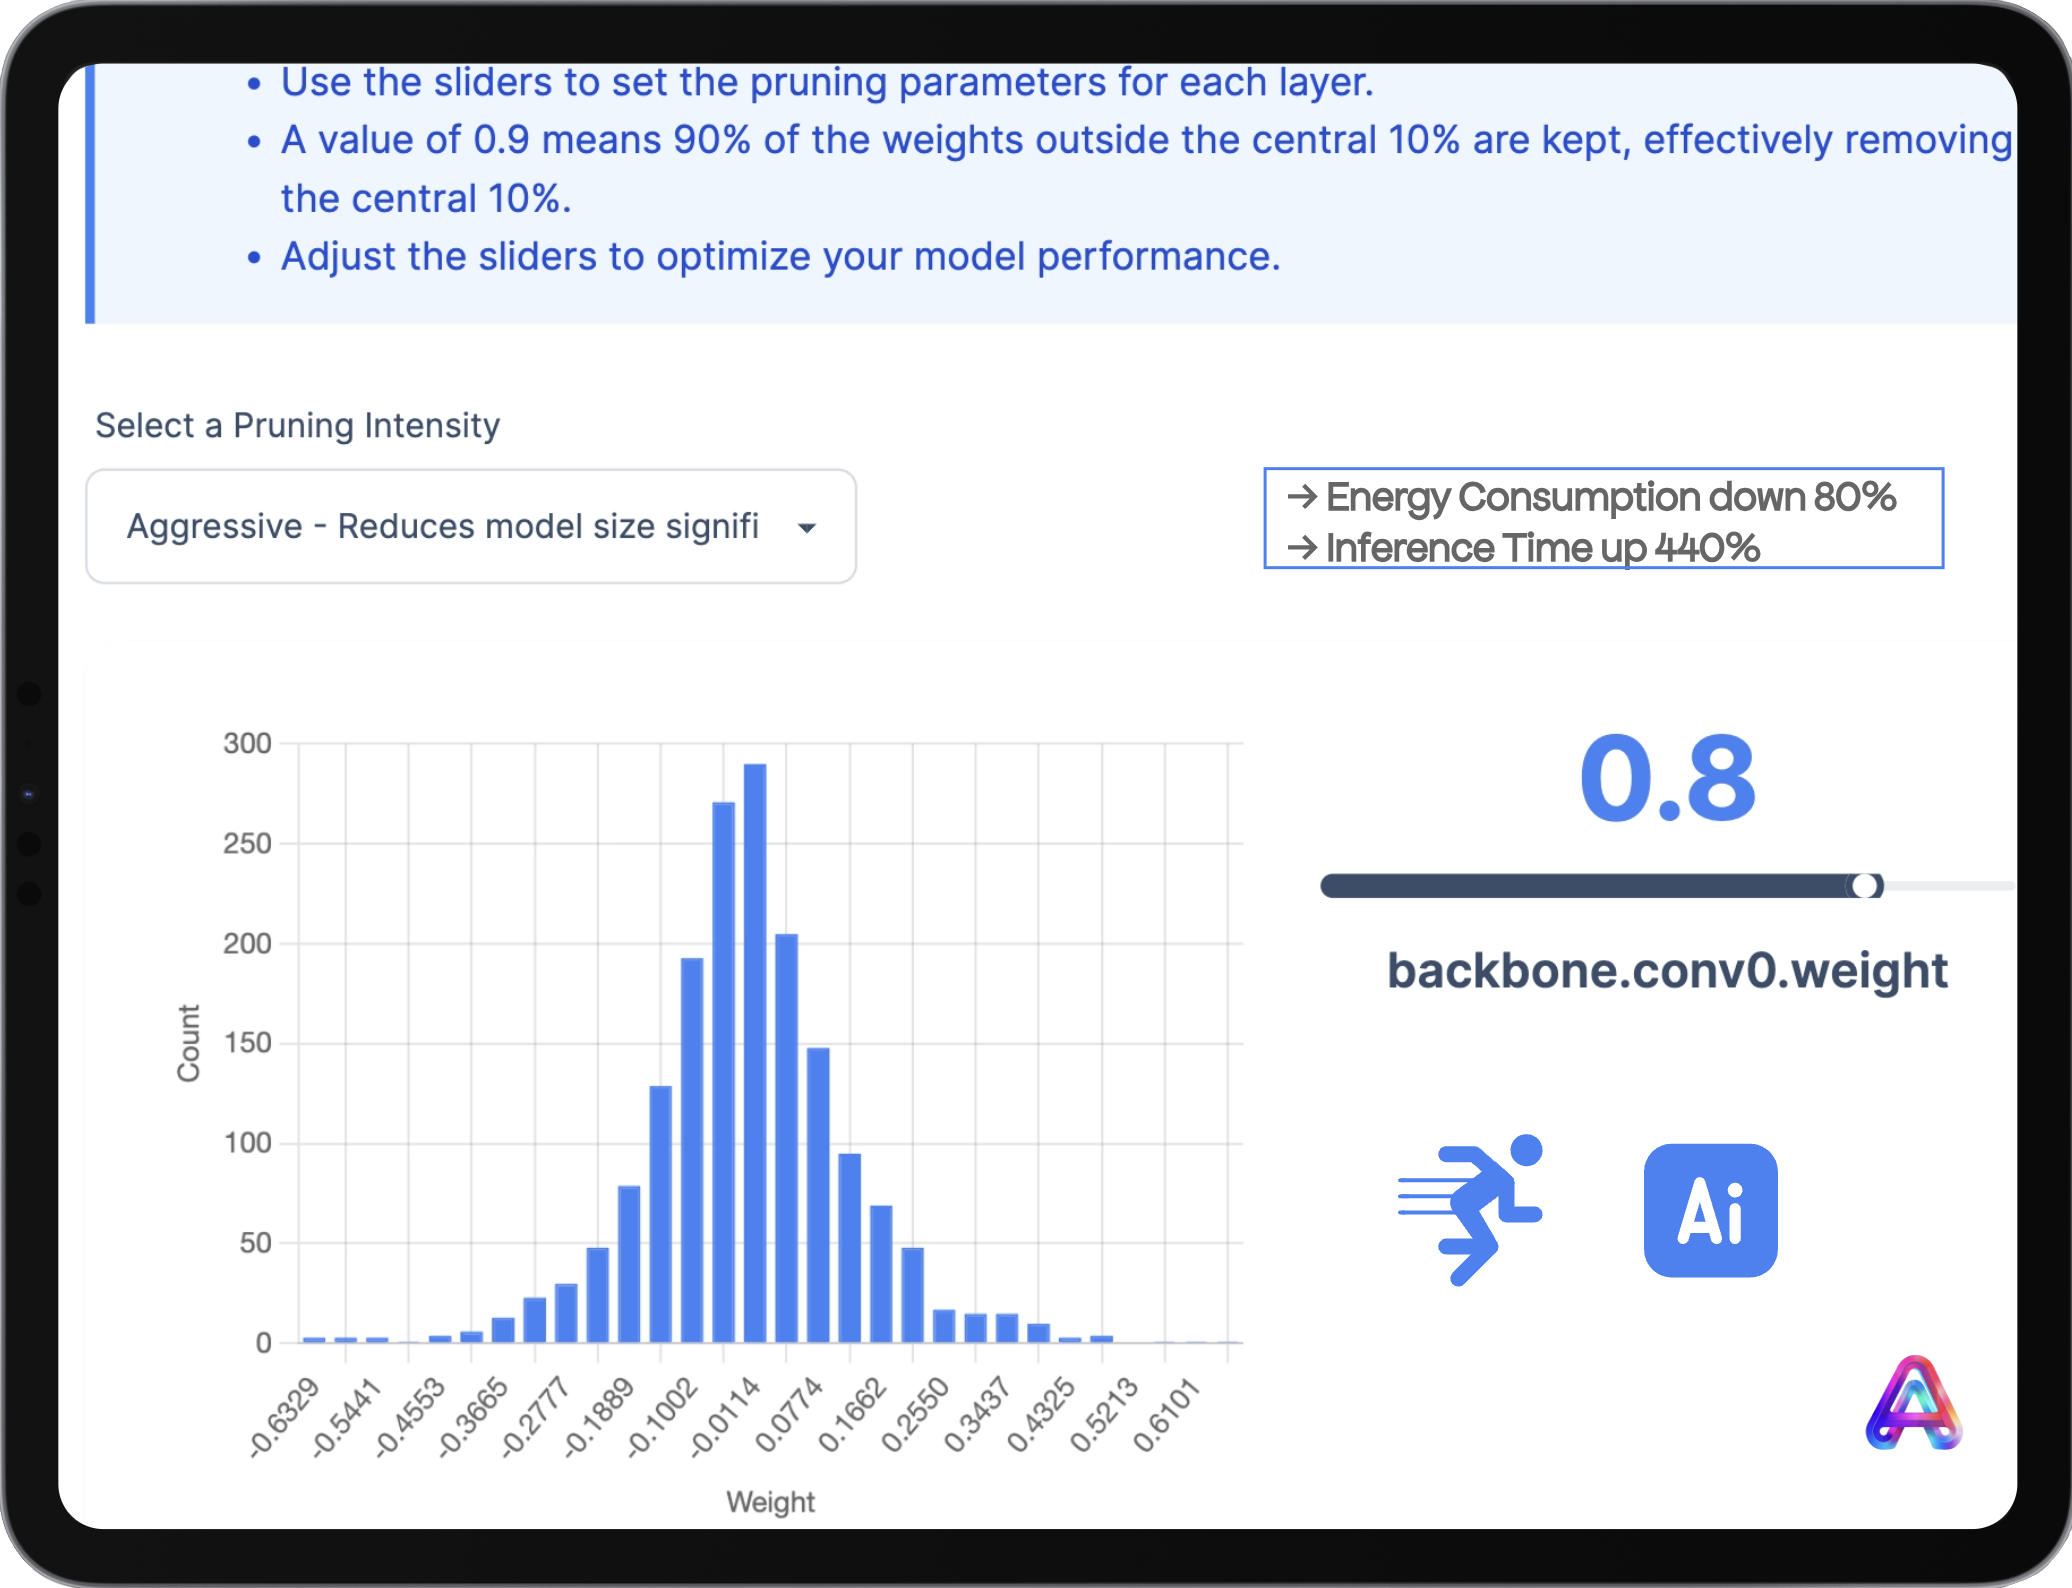 • Use the sliders to set the pruning parameters for each layer.
• A value of 0.9 means 90% of the weights outside the central 10% are kept, effectively removing
the central 10%.
• Adjust the sliders to optimize your model performance.
Select a Pruning Intensity
Aggressive - Reduces model size signifi
→ Energy Consumption down 80%
→ Inference Time up 440%
300
250
200
150
100
50
0
Count
-0.6329
-0.5441
-0.4553
-0.3665
-0.2777
-0.1889
-0.1002
-0.0114
0.0774
0.1662
0.2550
0.3437
0.4325
0.5213
0.6101
Weight
0.8
backbone.conv0.weight
Ai